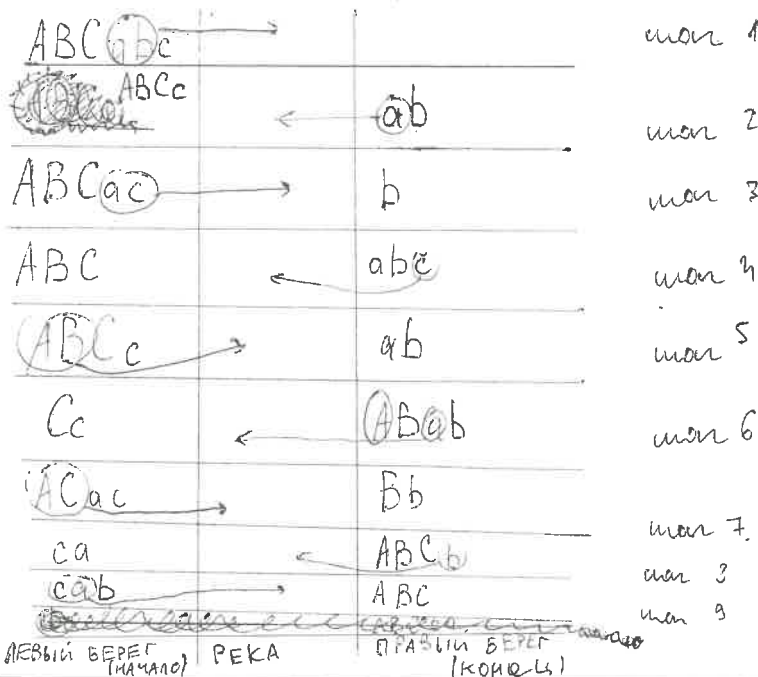 ABCabc шаг 1
ABCc ab шаг 2
ABCac b шаг 3
ABC abc шаг 4
ABCc ab шаг 5
Cc ABab шаг 6
ACac Bb шаг 7.
ca ABCb шаг 8
cab ABC шаг 9
ЛЕВЫЙ БЕРЕГ (НАЧАЛО) РЕКА ПРАВЫЙ БЕРЕГ (КОНЕЦ)